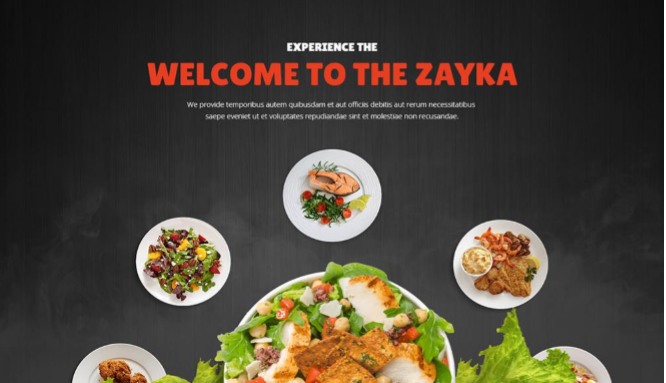 EXPERIENCE THE
WELCOME TO THE ZAYKA
We provide temporibus autem quibusdam et aut officiis debitis aut rerum necessitatibus
saepe eveniet ut et voluptates repudiandae sint et molestiae non recusandae.